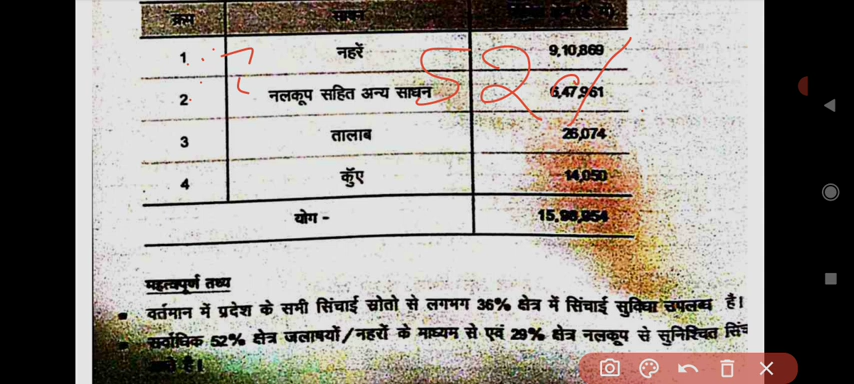 क्रम साधन
1 नहरें 9,10,869
2 नलकूप सहित अन्य साधन 6,47,961
52%
3 तालाब 26,074
4 कुँए 14,050
योग - 15,98,954
महत्वपूर्ण तथ्य
वर्तमान में प्रदेश के सभी सिंचाई स्रोतो से लगभग 36% क्षेत्र में सिंचाई सुविधा उपलब्ध है।
सर्वाधिक 52% क्षेत्र जलाषयों/नहरों के माध्यम से एवं 29% क्षेत्र नलकूप से सुनिश्चित